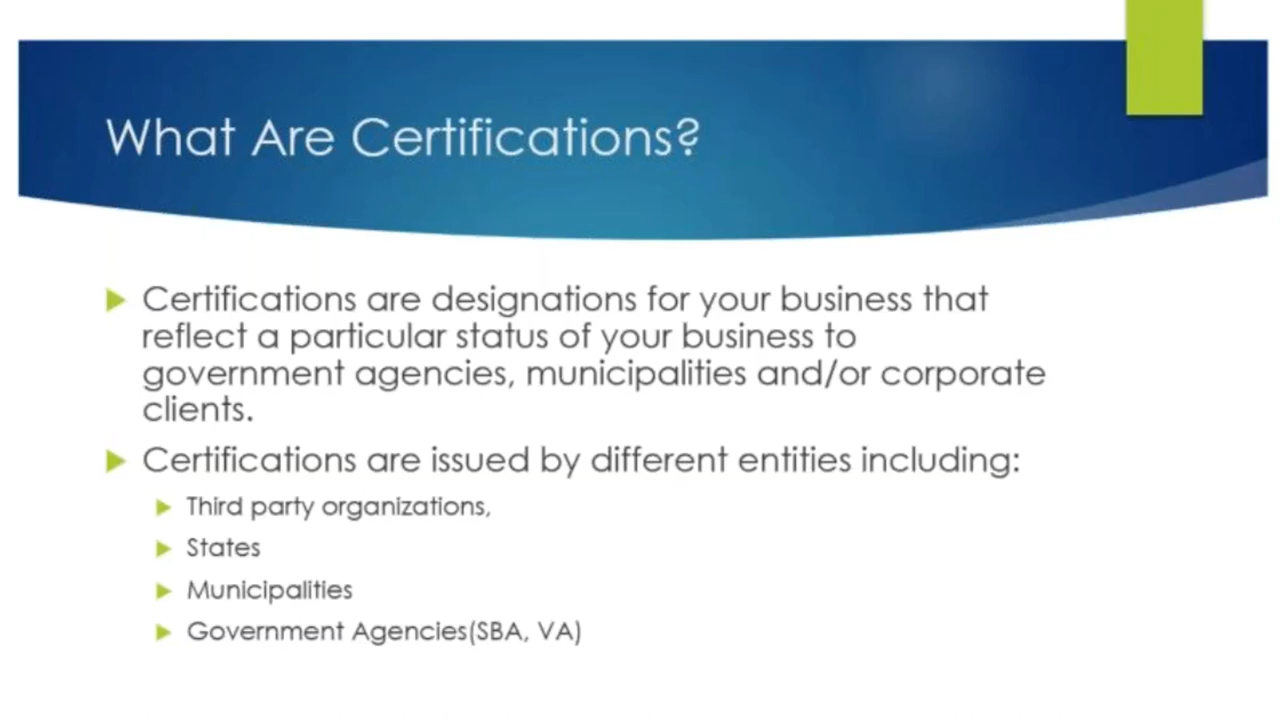 What Are Certifications?
Certifications are designations for your business that
reflect a particular status of your business to
government agencies, municipalities and/or corporate
clients.
Certifications are issued by different entities including:
Third party organizations,
States
Municipalities
Government Agencies(SBA, VA)